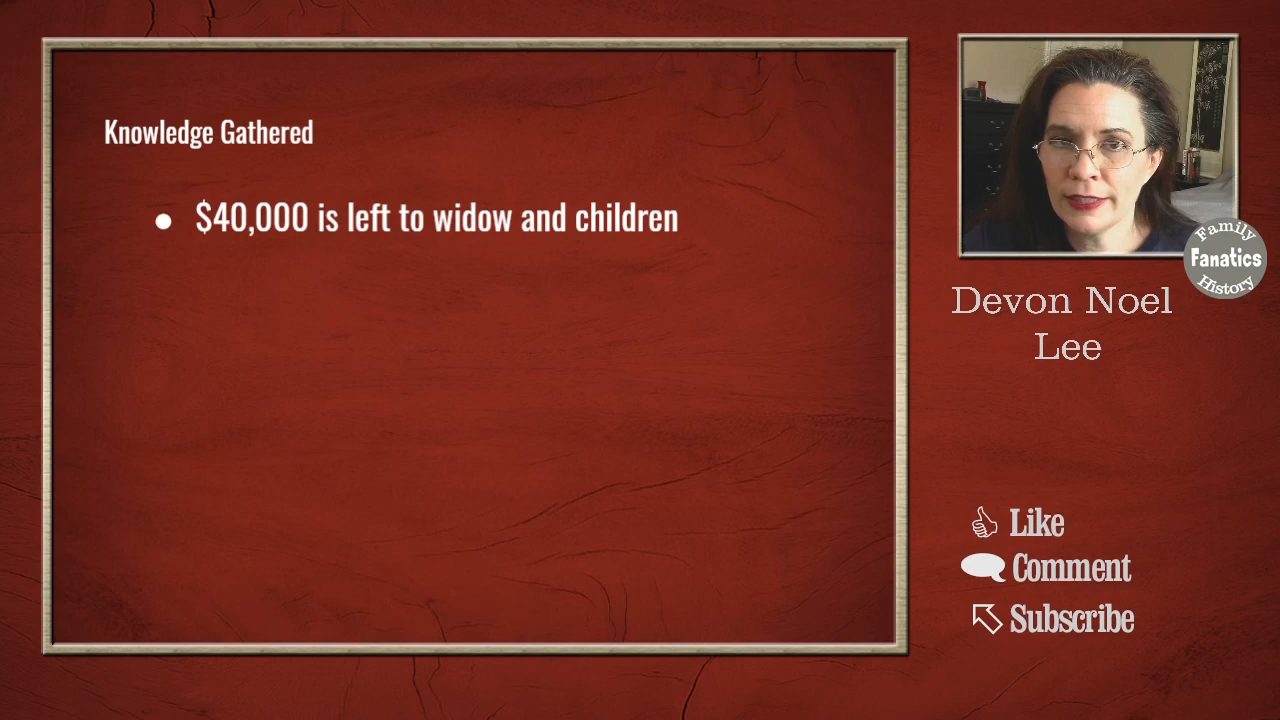 Knowledge Gathered
● $40,000 is left to widow and children
Family
Fanatics
History
Devon Noel
Lee
Like
Comment
Subscribe